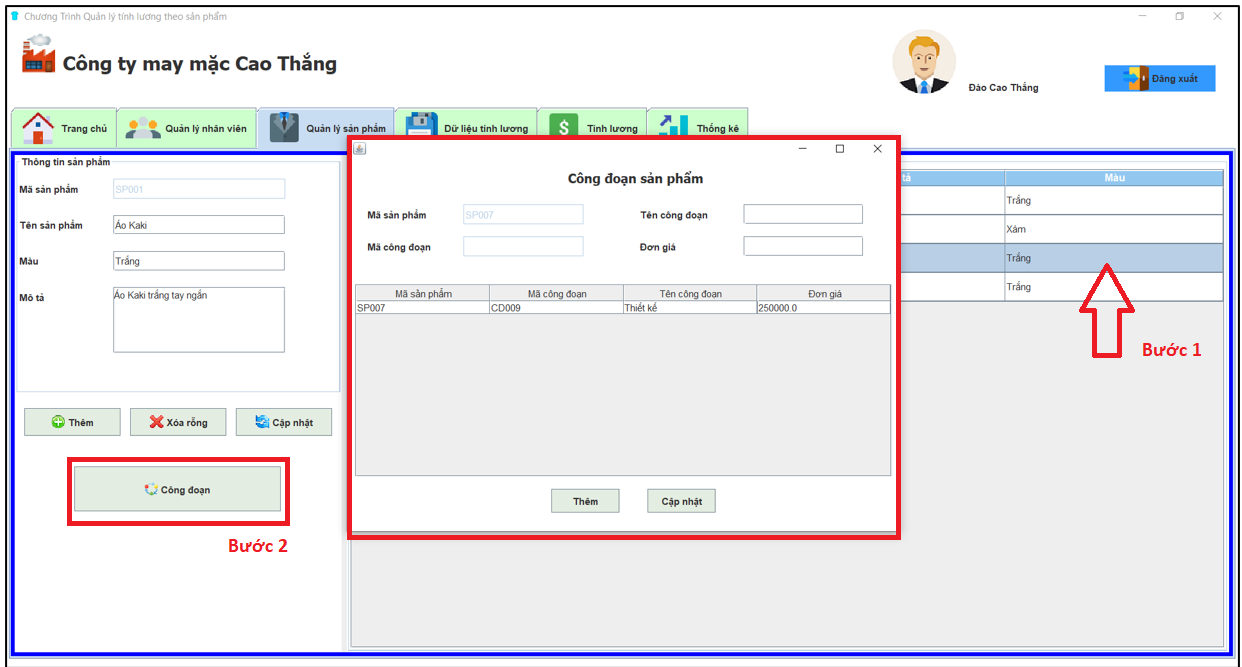 Chương Trình Quản lý tính lương theo sản phẩm
Công ty may mặc Cao Thắng
Đào Cao Thắng
Đăng xuất
Trang chủ
Quản lý nhân viên
Quản lý sản phẩm
Dữ liệu tính lương
Tính lương
Thống kê
Thông tin sản phẩm
Mã sản phẩm SP001
Tên sản phẩm Áo Kaki
Màu Trắng
Mô tả Áo Kaki trắng tay ngắn
Thêm
Xóa rỗng
Cập nhật
Công đoạn
Bước 2
Công đoạn sản phẩm
Mã sản phẩm SP007 Tên công đoạn
Mã công đoạn Đơn giá
Mã sản phẩm Mã công đoạn Tên công đoạn Đơn giá
SP007 CD009 Thiết kế 250000.0
Thêm
Cập nhật
tả Màu
Trắng
Xám
Trắng
Trắng
Bước 1